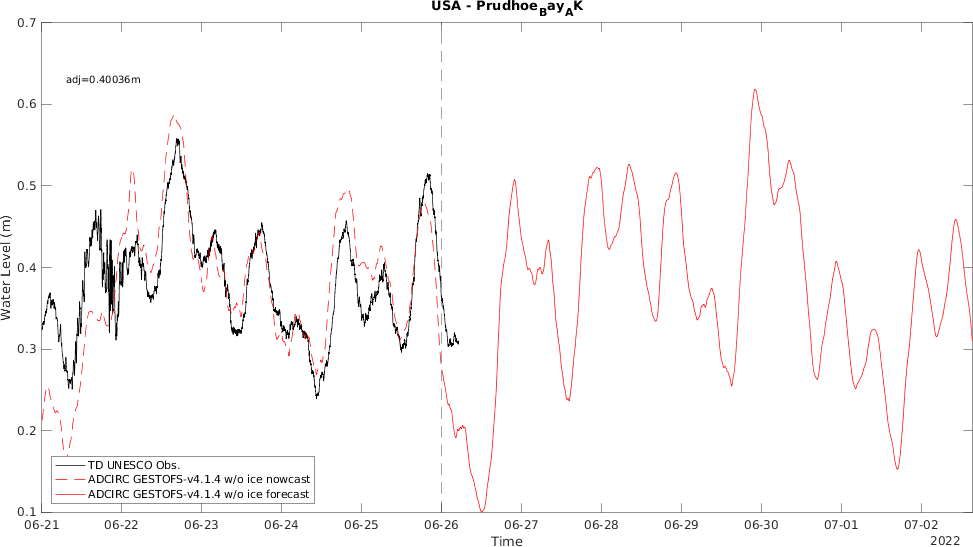 USA - Prudhoe_Bay_AK
0.7
adj=0.40036m
0.6
0.5
0.4
0.3
0.2
0.1
Water Level (m)
TD UNESCO Obs.
ADCIRC GESTOFS-v4.1.4 w/o ice nowcast
ADCIRC GESTOFS-v4.1.4 w/o ice forecast
06-21 06-22 06-23 06-24 06-25 06-26 06-27 06-28 06-29 06-30 07-01 07-02
Time
2022